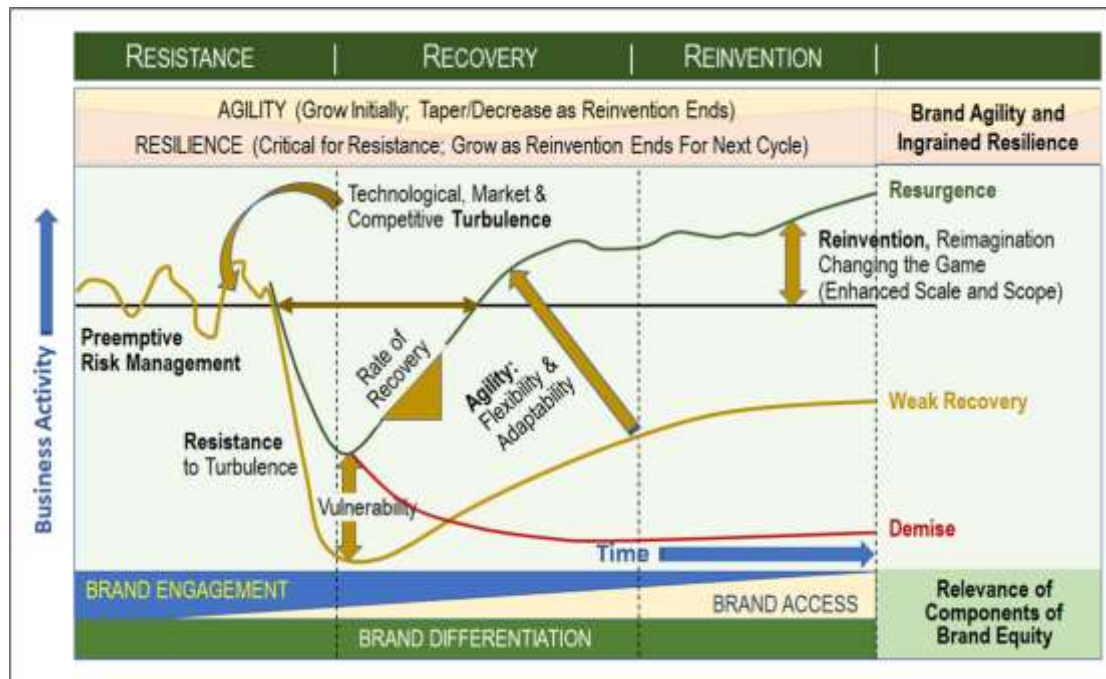 RESISTANCE
RECOVERY
REINVENTION
AGILITY (Grow Initially; Taper/Decrease as Reinvention Ends)
RESILIENCE (Critical for Resistance; Grow as Reinvention Ends For Next Cycle)
Brand Agility and
Ingrained Resilience
Technological, Market &
Competitive Turbulence
Resurgence
Reinvention, Reimagination
Changing the Game
(Enhanced Scale and Scope)
Preemptive
Risk Management
Rate of
Recovery
Agility:
Flexibility &
Adaptability
Business Activity
Weak Recovery
Resistance
to Turbulence
Vulnerability
Demise
Time
BRAND ENGAGEMENT
BRAND ACCESS
BRAND DIFFERENTIATION
Relevance of
Components of
Brand Equity